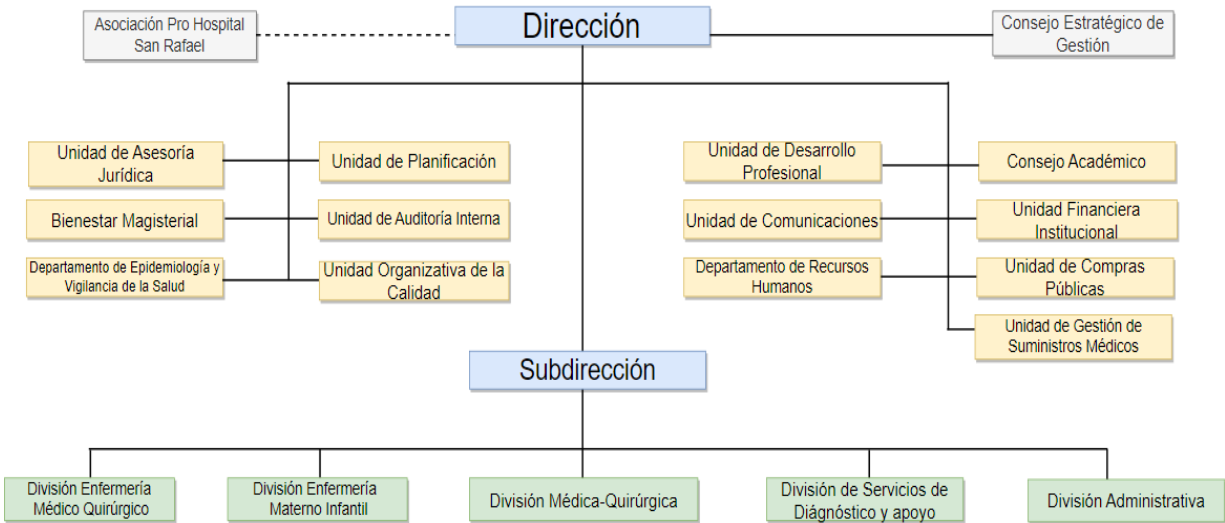 Asociación Pro Hospital
San Rafael
Dirección
Consejo Estratégico de
Gestión
Unidad de Asesoría
Jurídica
Unidad de Planificación
Unidad de Desarrollo
Profesional
Consejo Académico
Bienestar Magisterial
Unidad de Auditoría Interna
Unidad de Comunicaciones
Unidad Financiera
Institucional
Departamento de Epidemiología y
Vigilancia de la Salud
Unidad Organizativa de la
Calidad
Departamento de Recursos
Humanos
Unidad de Compras
Públicas
Unidad de Gestión de
Suministros Médicos
Subdirección
División Enfermería
Médico Quirúrgico
División Enfermería
Materno Infantil
División Médica-Quirúrgica
División de Servicios de
Diágnóstico y apoyo
División Administrativa